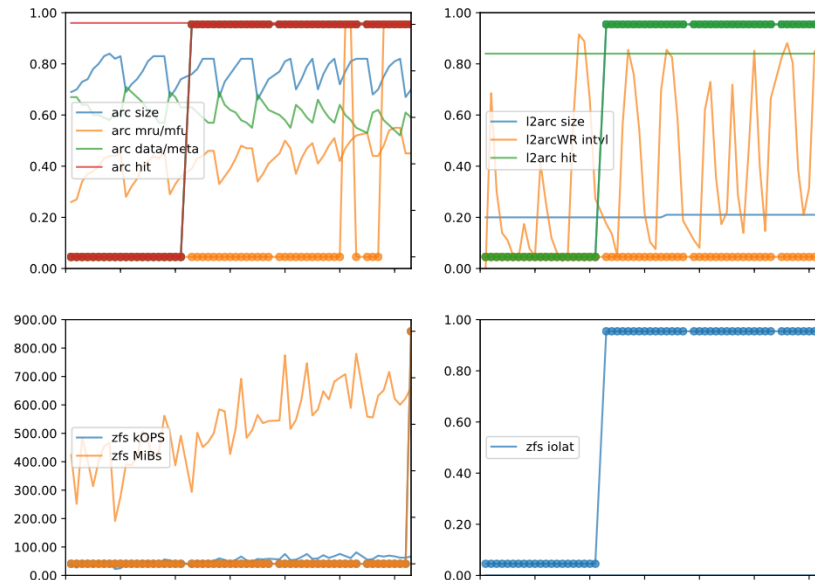 1.00
0.80
0.60
0.40
0.20
0.00
arc size
arc mru/mfu
arc data/meta
arc hit
1.00
0.80
0.60
0.40
0.20
0.00
l2arc size
l2arcWR intvl
l2arc hit
900.00
800.00
700.00
600.00
500.00
400.00
300.00
200.00
100.00
0.00
zfs kOPS
zfs MiBs
1.00
0.80
0.60
0.40
0.20
0.00
zfs iolat